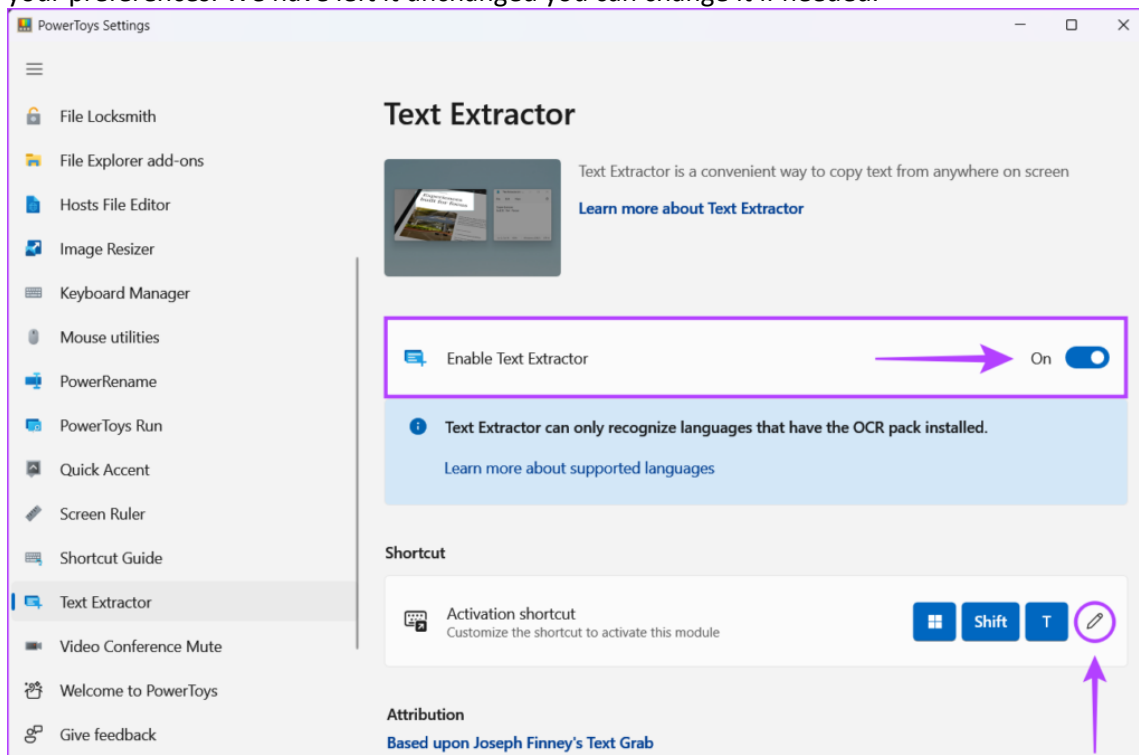 your preferences. We have left it unchanged you can change it if needed.
PowerToys Settings
File Locksmith
File Explorer add-ons
Hosts File Editor
Image Resizer
Keyboard Manager
Mouse utilities
PowerRename
PowerToys Run
Quick Accent
Screen Ruler
Shortcut Guide
Text Extractor
Video Conference Mute
Welcome to PowerToys
Give feedback
Text Extractor
Text Extractor is a convenient way to copy text from anywhere on screen
Learn more about Text Extractor
Enable Text Extractor
On
Text Extractor can only recognize languages that have the OCR pack installed.
Learn more about supported languages
Shortcut
Activation shortcut
Customize the shortcut to activate this module
Shift
T
Attribution
Based upon Joseph Finney's Text Grab